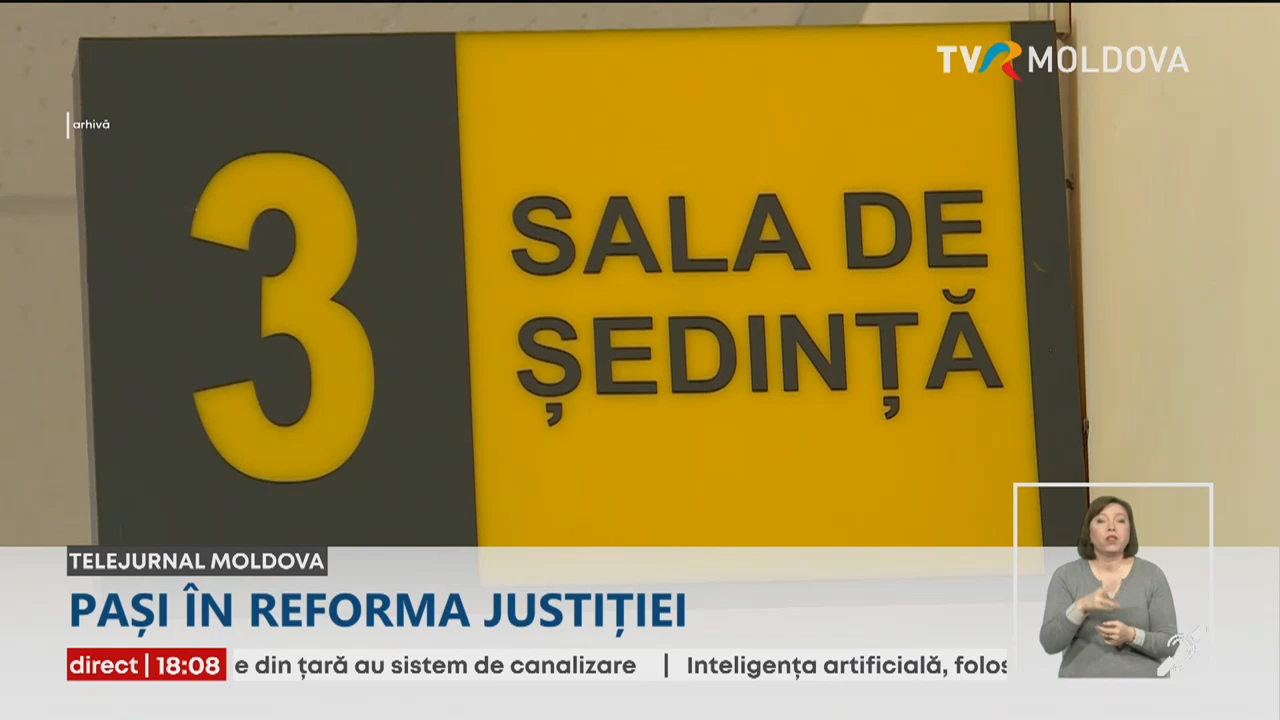 TVR MOLDOVA
arhivă
3
SALA DE
ȘEDINȚĂ
TELEJURNAL MOLDOVA
PAȘI ÎN REFORMA JUSTIȚIEI
direct | 18:08 e din țară au sistem de canalizare | Inteligența artificială,